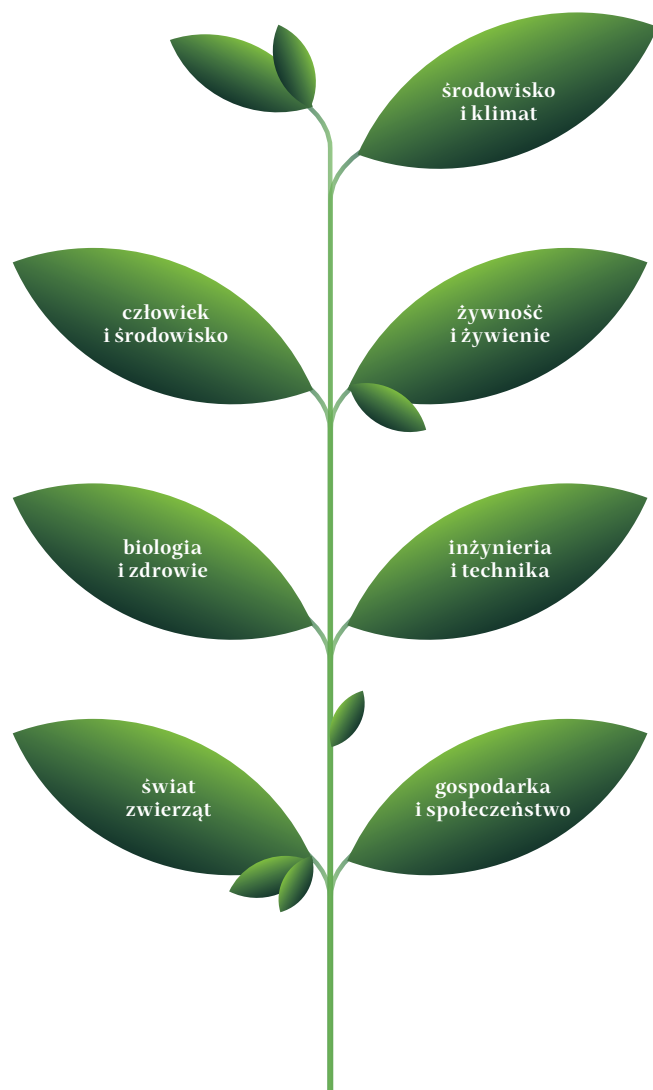 środowisko
i klimat
człowiek
i środowisko
żywność
i żywienie
biologia
i zdrowie
inżynieria
i technika
świat
zwierząt
gospodarka
i społeczeństwo